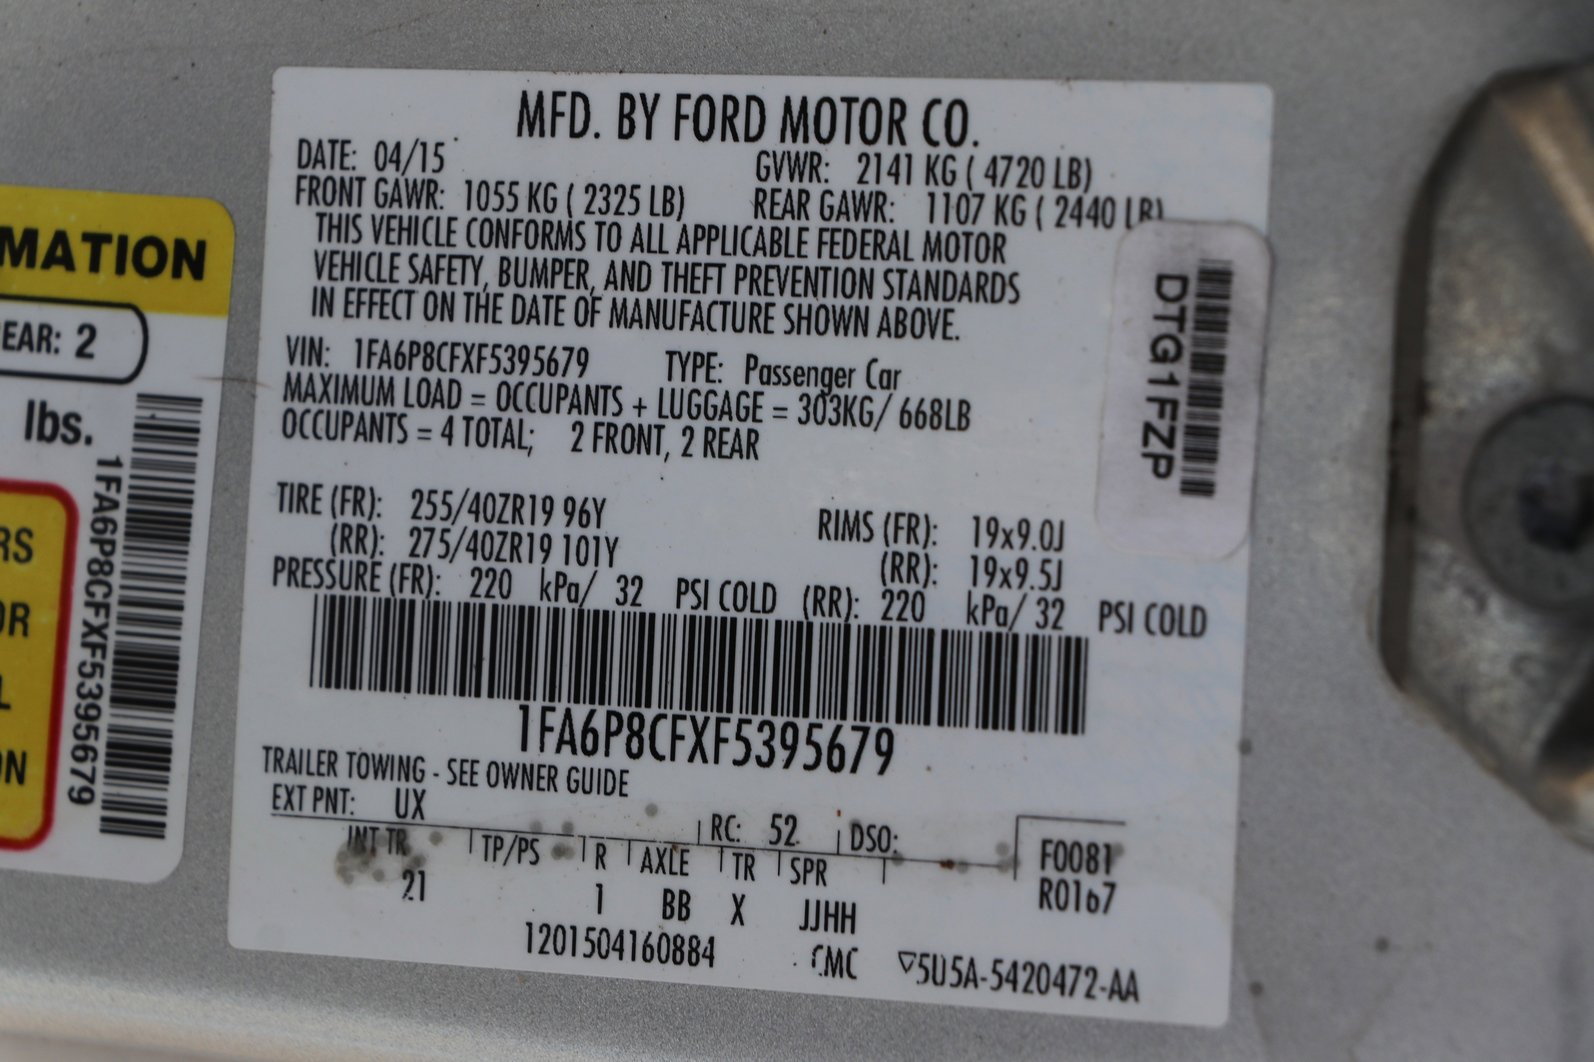 MATION
EAR: 2
lbs.
1FA6P8CFXF5395679
RS
OR
L
ON
MFD. BY FORD MOTOR CO.
DATE: 04/15 GVWR: 2141 KG ( 4720 LB)
FRONT GAWR: 1055 KG ( 2325 LB) REAR GAWR: 1107 KG ( 2440 LB)
THIS VEHICLE CONFORMS TO ALL APPLICABLE FEDERAL MOTOR
VEHICLE SAFETY, BUMPER, AND THEFT PREVENTION STANDARDS
IN EFFECT ON THE DATE OF MANUFACTURE SHOWN ABOVE.
VIN: 1FA6P8CFXF5395679 TYPE: Passenger Car
MAXIMUM LOAD = OCCUPANTS + LUGGAGE = 303KG/ 668LB
OCCUPANTS = 4 TOTAL; 2 FRONT, 2 REAR
DTG1FZP
TIRE (FR): 255/40ZR19 96Y RIMS (FR): 19x9.0J
(RR): 275/40ZR19 101Y (RR): 19x9.5J
PRESSURE (FR): 220 kPa/ 32 PSI COLD (RR): 220 kPa/ 32 PSI COLD
1FA6P8CFXF5395679
TRAILER TOWING - SEE OWNER GUIDE
EXT PNT: UX RC: 52 DSO:
INT TR TP/PS R AXLE TR SPR F0081
21 1 BB X JJHH R0167
1201504160884 CMC 5U5A-5420472-AA